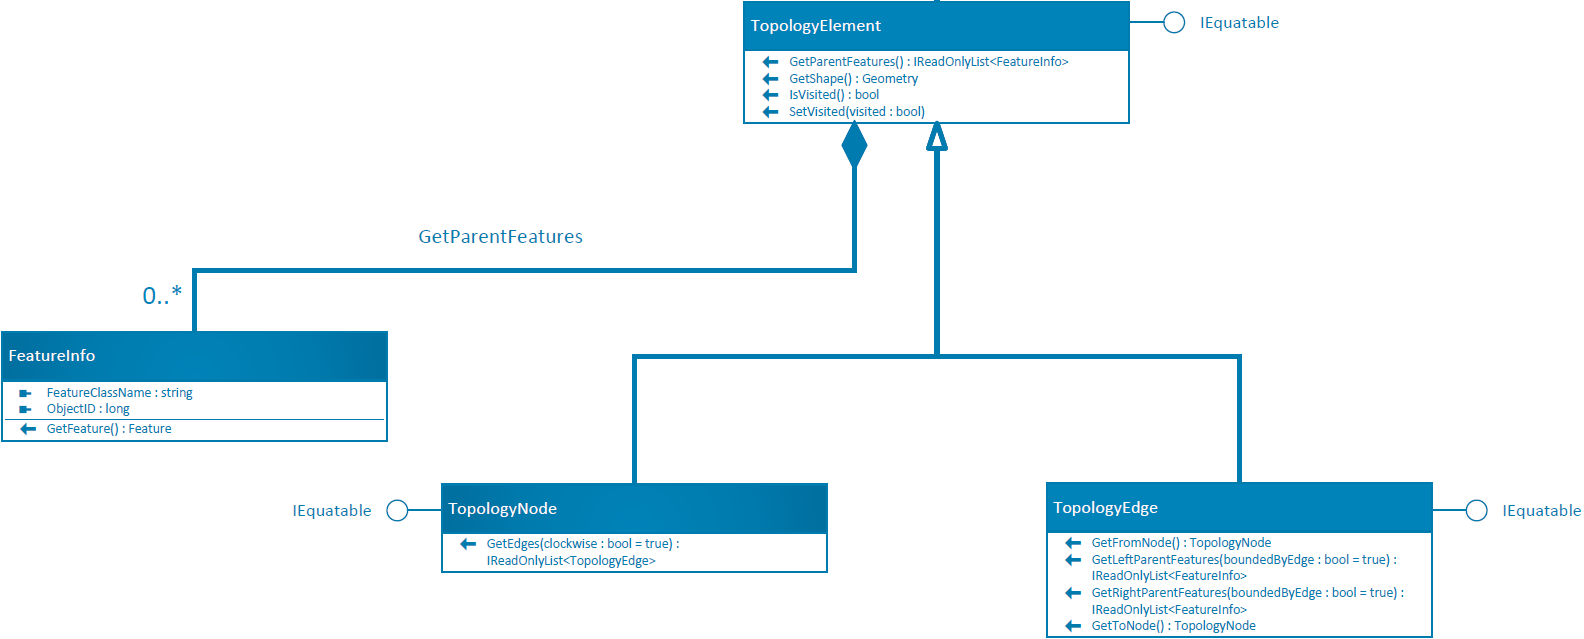 TopologyElement
IEquatable
GetParentFeatures() : IReadOnlyList<FeatureInfo>
GetShape() : Geometry
IsVisited() : bool
SetVisited(visited : bool)
GetParentFeatures
0..*
FeatureInfo
FeatureClassName : string
ObjectID : long
GetFeature() : Feature
IEquatable
TopologyNode
GetEdges(clockwise : bool = true) :
IReadOnlyList<TopologyEdge>
TopologyEdge
IEquatable
GetFromNode() : TopologyNode
GetLeftParentFeatures(boundedByEdge : bool = true) :
IReadOnlyList<FeatureInfo>
GetRightParentFeatures(boundedByEdge : bool = true) :
IReadOnlyList<FeatureInfo>
GetToNode() : TopologyNode